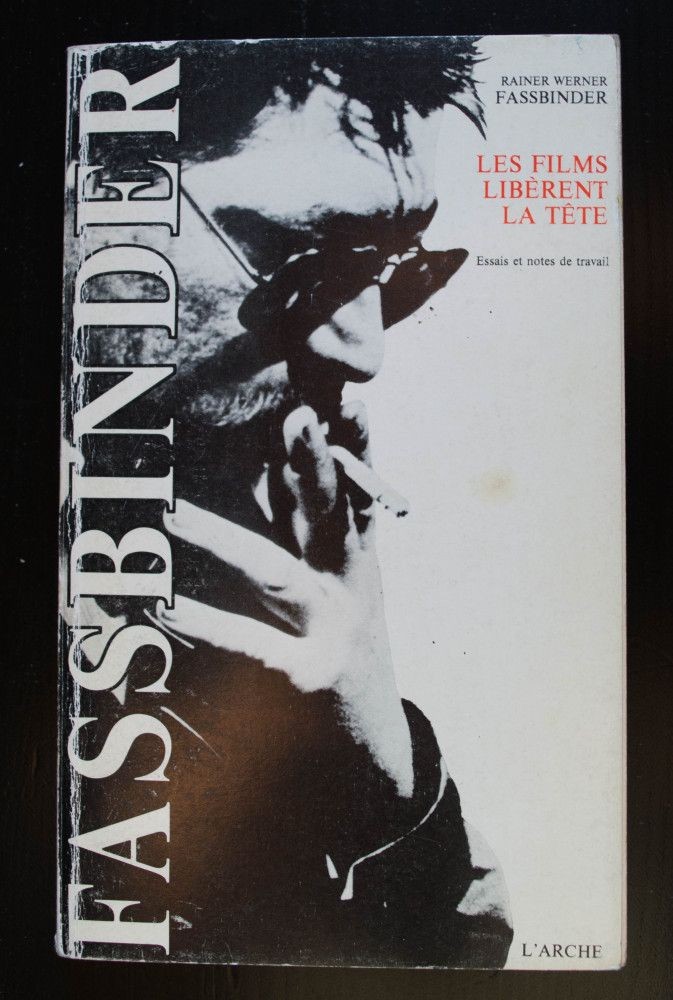 FASSBINDER
RAINER WERNER
FASSBINDER
LES FILMS
LIBÈRENT
LA TÊTE
Essais et notes de travail
L'ARCHE